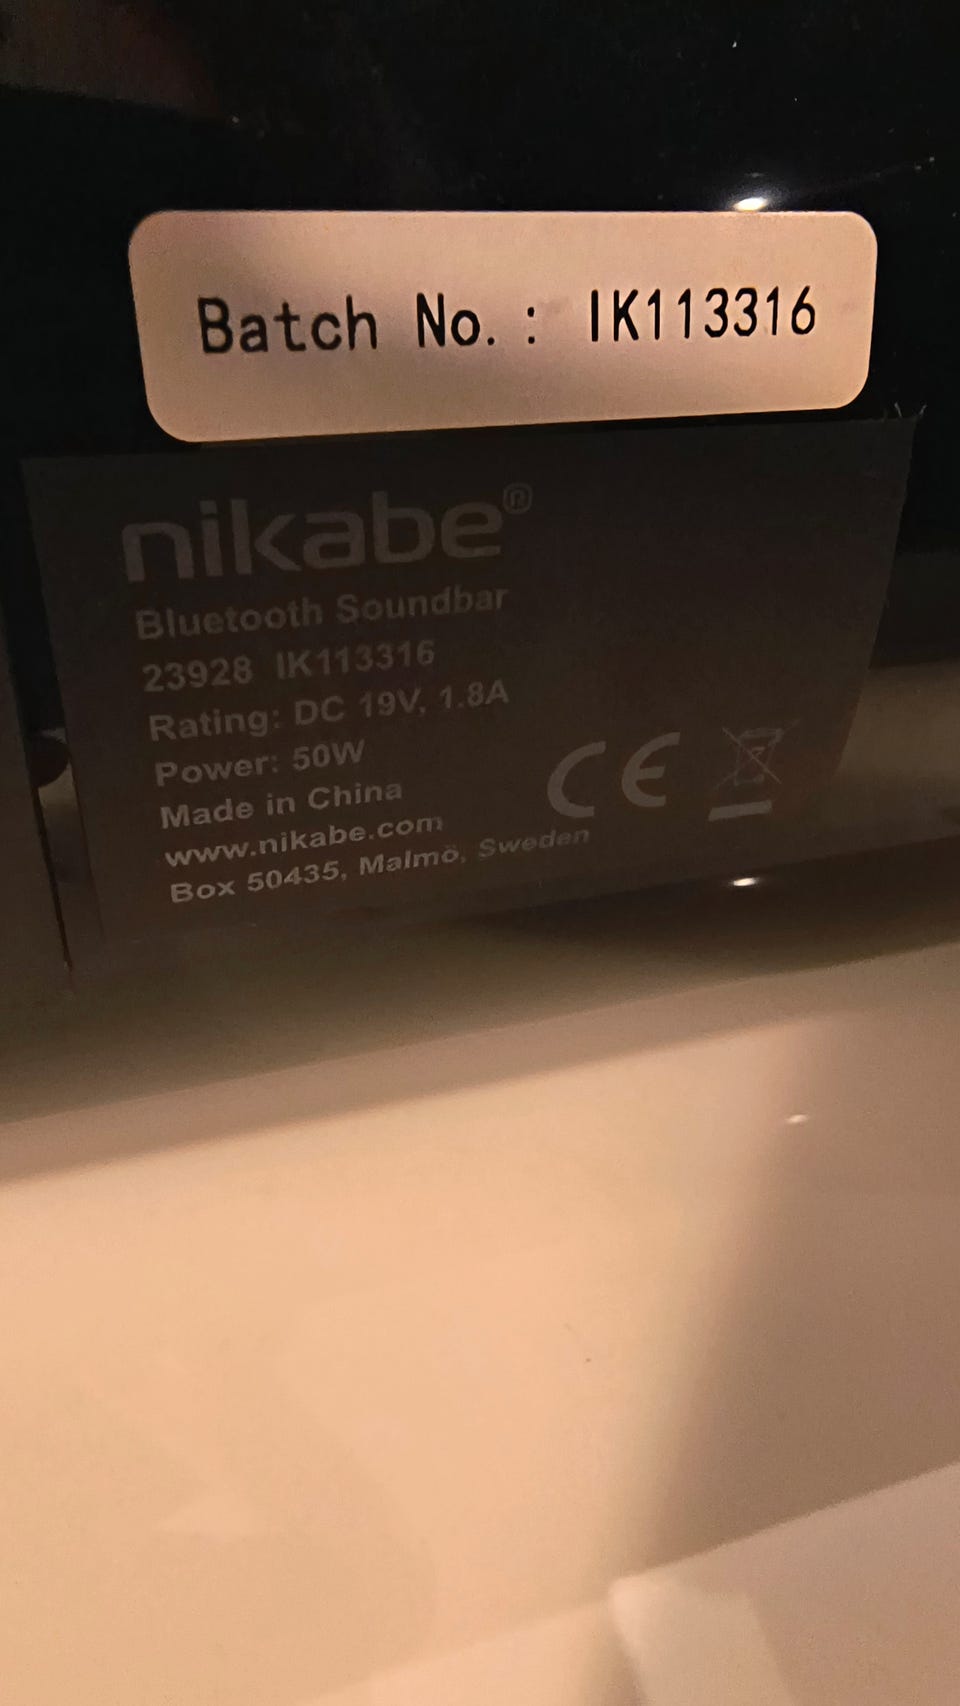 Batch No.: IK113316
nikabe®
Bluetooth Soundbar
23928 IK113316
Rating: DC 19V, 1.8A
Power: 50W
Made in China
www.nikabe.com
Box 50435, Malmö, Sweden
CE